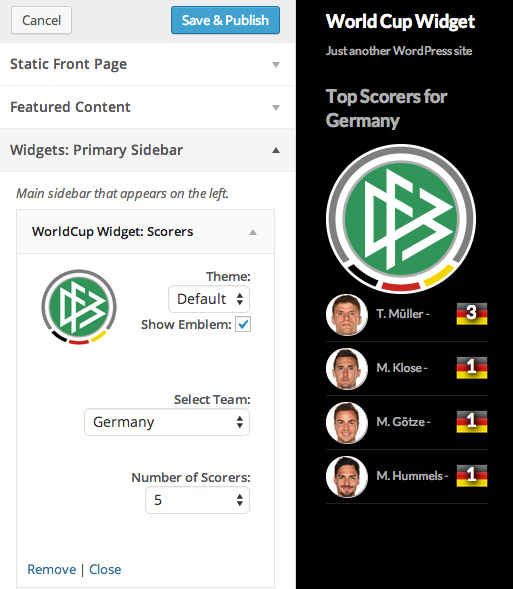 Cancel
Save & Publish
Static Front Page
Featured Content
Widgets: Primary Sidebar
Main sidebar that appears on the left.
WorldCup Widget: Scorers
Theme:
Default
Show Emblem:
Select Team:
Germany
Number of Scorers:
5
Remove | Close
World Cup Widget
Just another WordPress site
Top Scorers for
Germany
T. Müller - 3
M. Klose - 1
M. Götze - 1
M. Hummels - 1